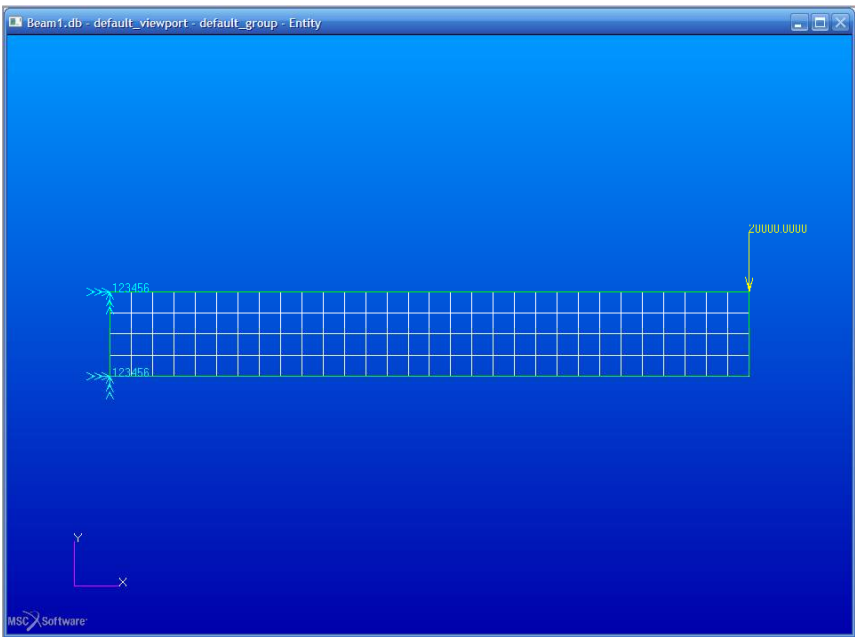 Beam1.db - default_viewport - default_group - Entity
20000.0000
123456
123456
Y
X
MSC Software